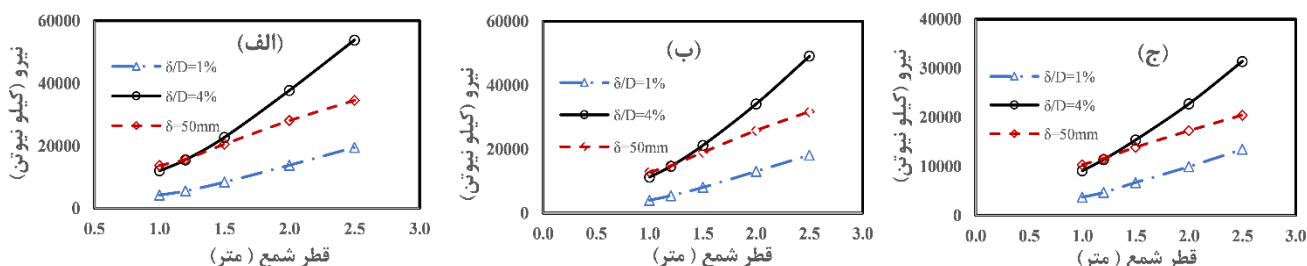 (الف)
نیرو (کیلو نیوتن)
60000
40000
20000
0
δ/D=1%
δ/D=4%
δ=50mm
0.5 1.0 1.5 2.0 2.5 3.0
قطر شمع ( متر)
(ب)
نیرو (کیلو نیوتن)
60000
40000
20000
0
δ/D=1%
δ/D=4%
δ=50mm
0.0 0.5 1.0 1.5 2.0 2.5 3.0
قطر شمع ( متر)
(ج)
نیرو (کیلو نیوتن)
40000
30000
20000
10000
0
δ/D=1%
δ/D=4%
δ=50mm
0.0 0.5 1.0 1.5 2.0 2.5 3.0
قطر شمع ( متر)